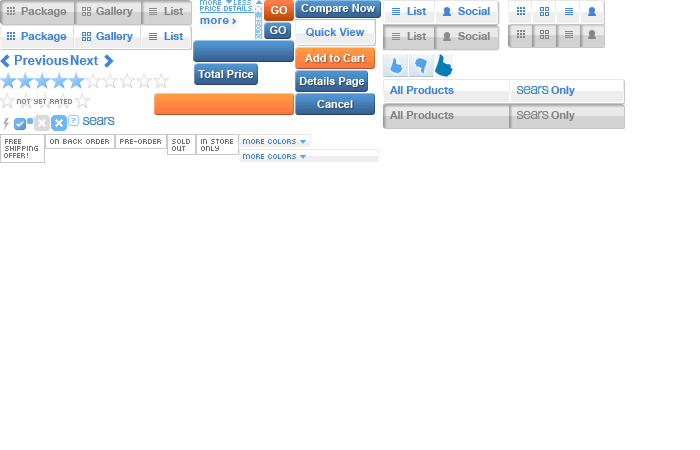 Package Gallery List
Package Gallery List
MORE LESS
PRICE DETAILS
more ›
GO
GO
Compare Now
Quick View
Add to Cart
Details Page
Cancel
Total Price
List Social
List Social
Previous Next
NOT YET RATED
? sears
All Products sears Only
All Products sears Only
FREE
SHIPPING
OFFER!
ON BACK ORDER
PRE-ORDER
SOLD
OUT
IN STORE
ONLY
MORE COLORS
MORE COLORS